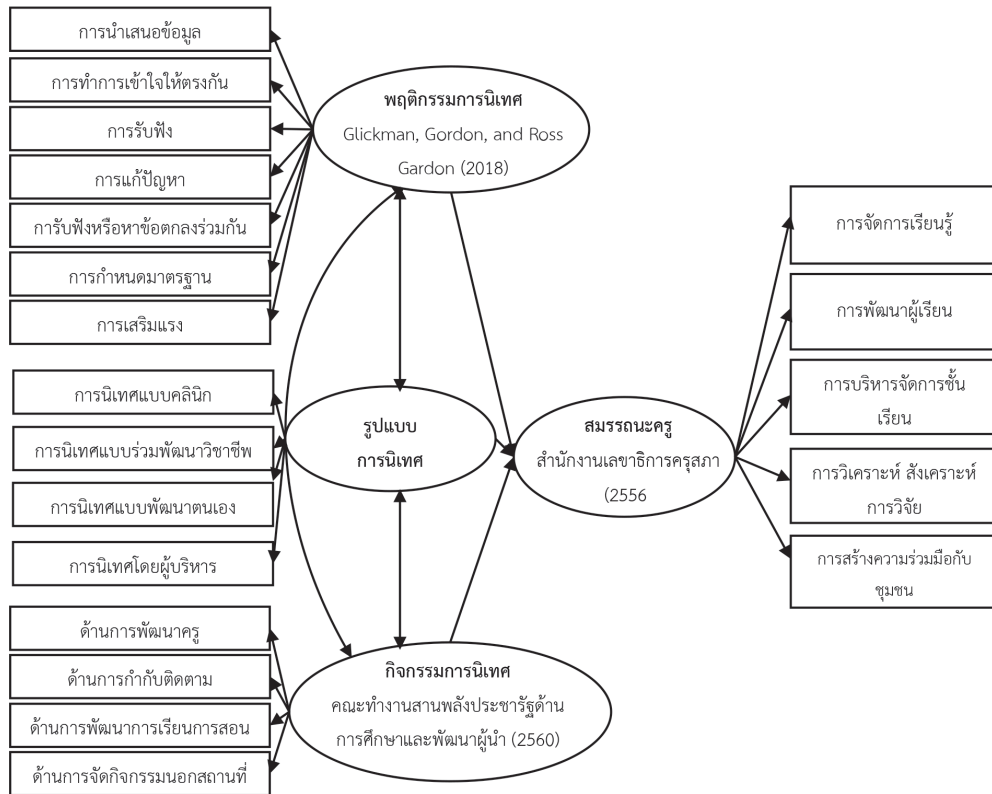 การนำเสนอข้อมูล
การทำการเข้าใจให้ตรงกัน
การรับฟัง
การแก้ปัญหา
การับฟังหรือหาข้อตกลงร่วมกัน
การกำหนดมาตรฐาน
การเสริมแรง
พฤติกรรมการนิเทศ
Glickman, Gordon, and Ross
Gardon (2018)
การนิเทศแบบคลินิก
การนิเทศแบบร่วมพัฒนาวิชาชีพ
การนิเทศแบบพัฒนาตนเอง
การนิเทศโดยผู้บริหาร
รูปแบบ
การนิเทศ
ด้านการพัฒนาครู
ด้านการกำกับติดตาม
ด้านการพัฒนาการเรียนการสอน
ด้านการจัดกิจกรรมนอกสถานที่
กิจกรรมการนิเทศ
คณะทำงานสานพลังประชารัฐด้าน
การศึกษาและพัฒนาผู้นำ (2560)
สมรรถนะครู
สำนักงานเลขาธิการครุสภา
(2556
การจัดการเรียนรู้
การพัฒนาผู้เรียน
การบริหารจัดการชั้น
เรียน
การวิเคราะห์ สังเคราะห์
การวิจัย
การสร้างความร่วมมือกับ
ชุมชน